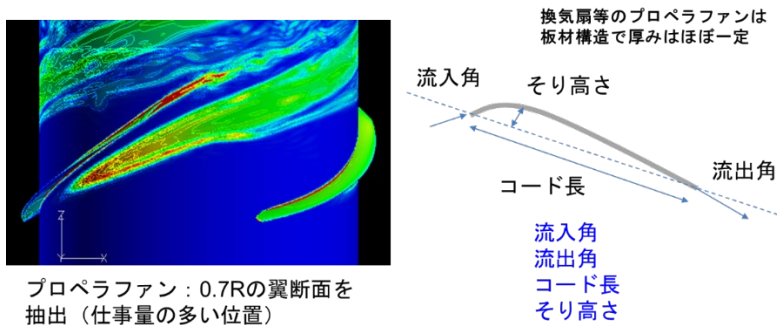 換気扇等のプロペラファンは
板材構造で厚みはほぼ一定
流入角
そり高さ
コード長
流出角
流入角
流出角
コード長
そり高さ
Z
X
プロペラファン：0.7Rの翼断面を
抽出（仕事量の多い位置）